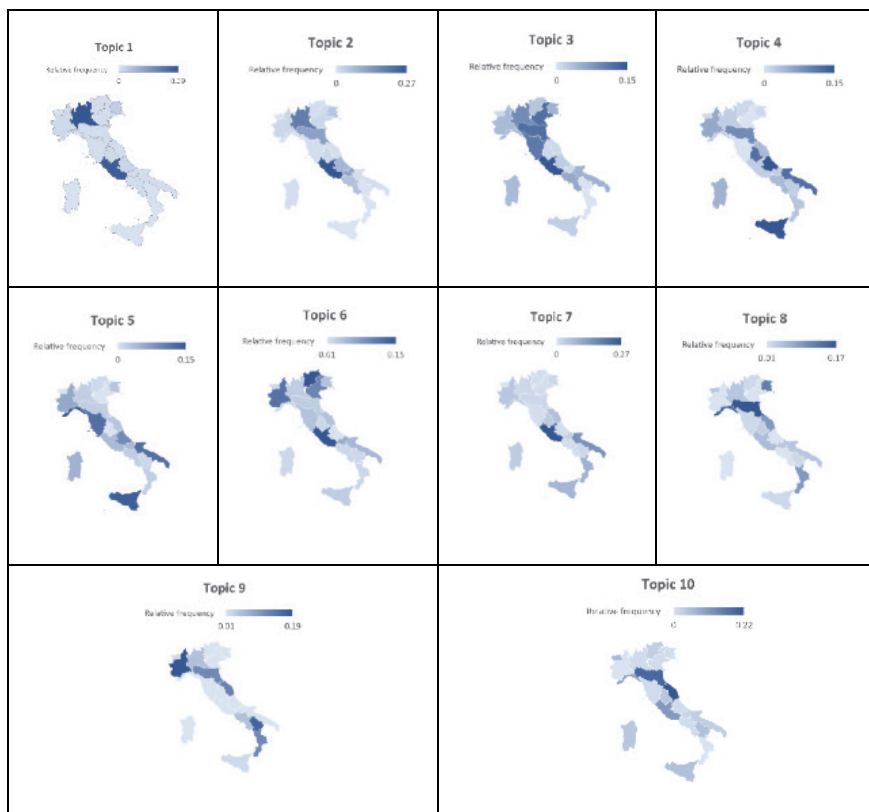 Topic 1
Relative frequency
0
Topic 2
Relative frequency
0
0.27
Topic 3
Relative frequency
0
0.15
Topic 4
Relative frequency
0
0.15
Topic 5
Relative frequency
0
0.15
Topic 6
Relative frequency
0.01
0.15
Topic 7
Relative frequency
0
Topic 8
Relative frequency
0.17
Topic 9
Relative frequency
0.01
0.19
Topic 10
Relative frequency
0
0.22